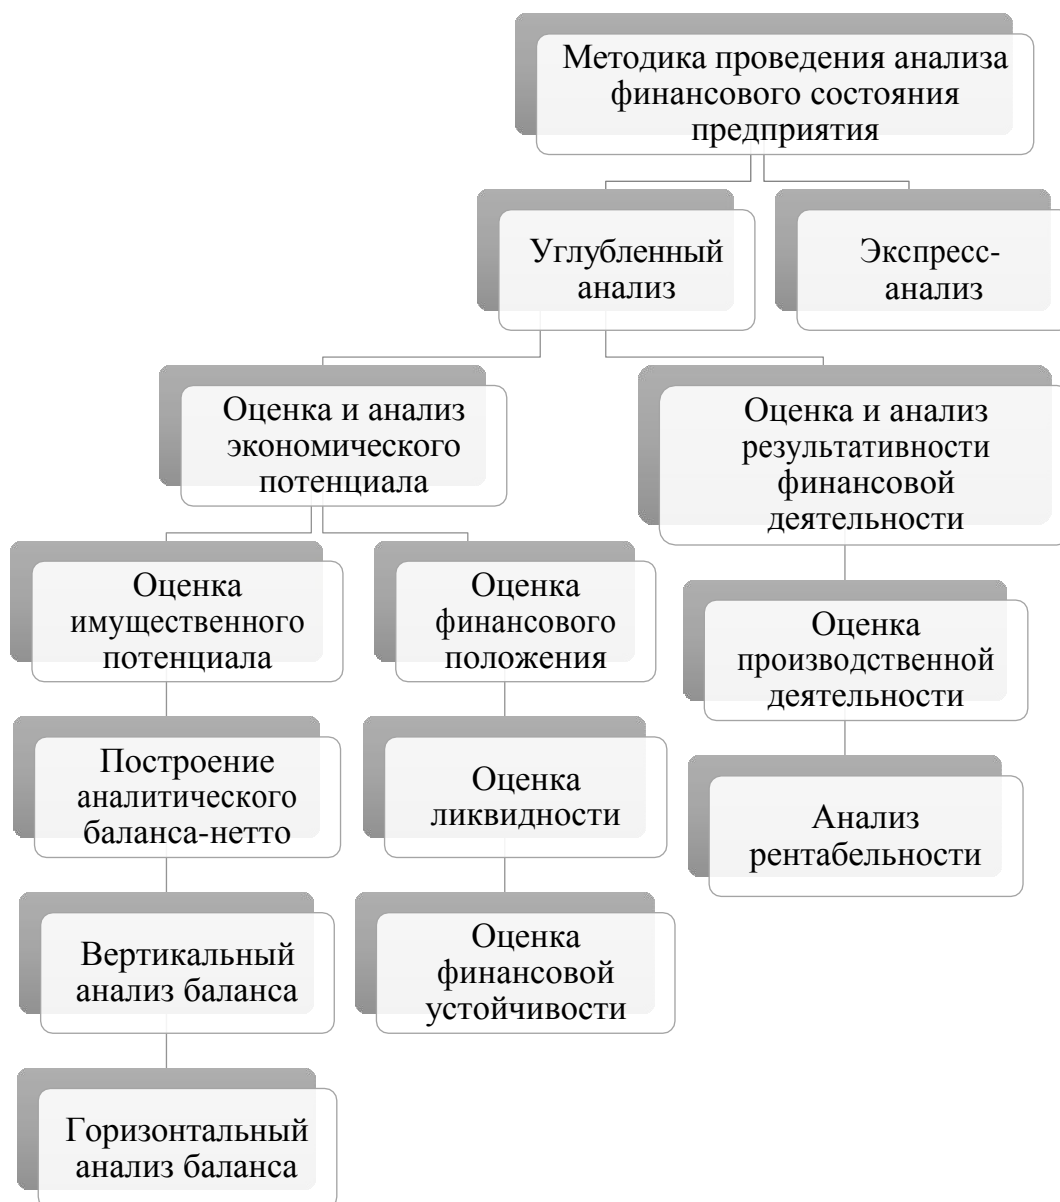 Методика проведения анализа
финансового состояния
предприятия
Углубленный
анализ
Экспресс-
анализ
Оценка и анализ
экономического
потенциала
Оценка и анализ
результативности
финансовой
деятельности
Оценка
имущественного
потенциала
Оценка
финансового
положения
Оценка
производственной
деятельности
Построение
аналитического
баланса-нетто
Оценка
ликвидности
Анализ
рентабельности
Вертикальный
анализ баланса
Оценка
финансовой
устойчивости
Горизонтальный
анализ баланса